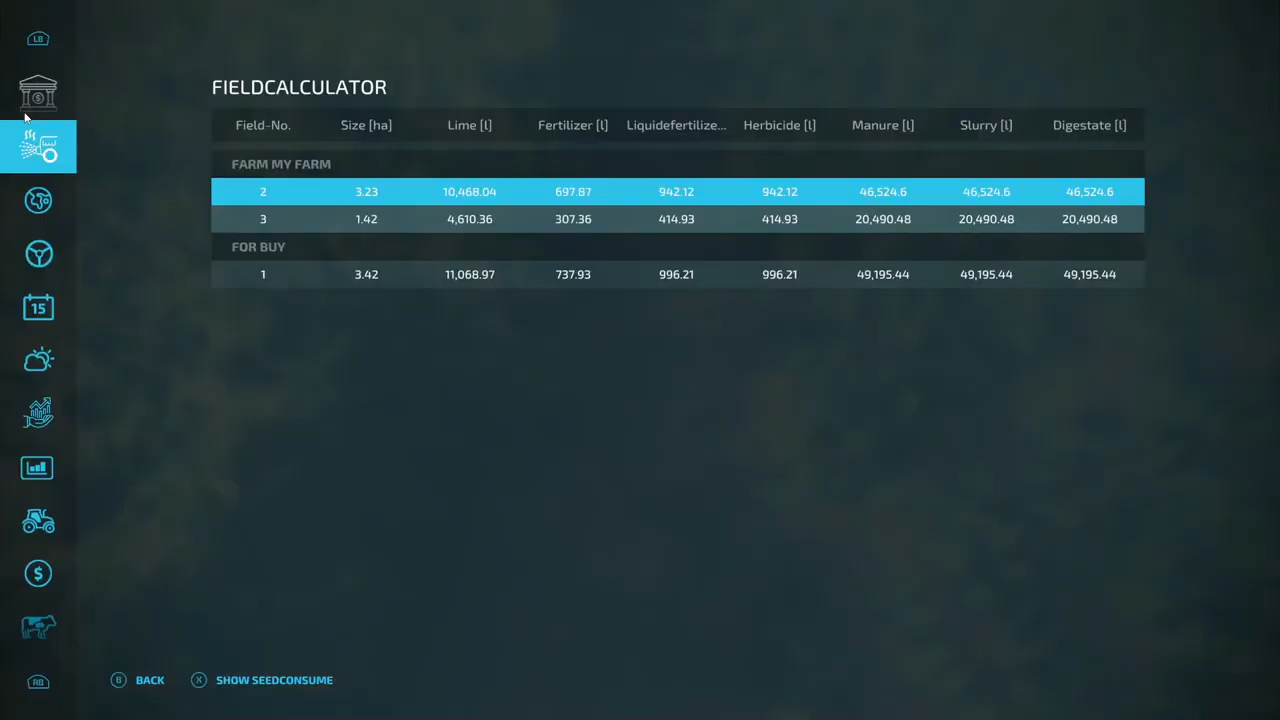 LB
FIELDCALCULATOR
Field-No. Size [ha] Lime [l] Fertilizer [l] Liquidefertilize... Herbicide [l] Manure [l] Slurry [l] Digestate [l]
FARM MY FARM
2 3.23 10,468.04 697.87 942.12 942.12 46,524.6 46,524.6 46,524.6
3 1.42 4,610.36 307.36 414.93 414.93 20,490.48 20,490.48 20,490.48
FOR BUY
1 3.42 11,068.97 737.93 996.21 996.21 49,195.44 49,195.44 49,195.44
15
$
B BACK X SHOW SEEDCONSUME
RB